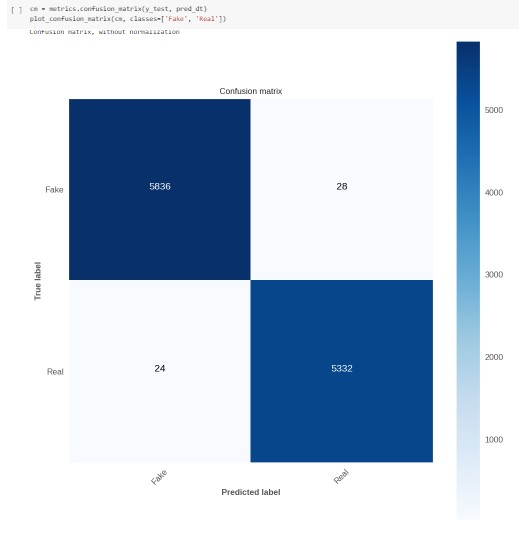 [ ] cm = metrics.confusion_matrix(y_test, pred_dt)
plot_confusion_matrix(cm, classes=['Fake', 'Real'])
Confusion matrix, without normalization
Confusion matrix
5000
Fake 5836 28
4000
3000
True label
2000
Real 24 5332
1000
Fake Real
Predicted label